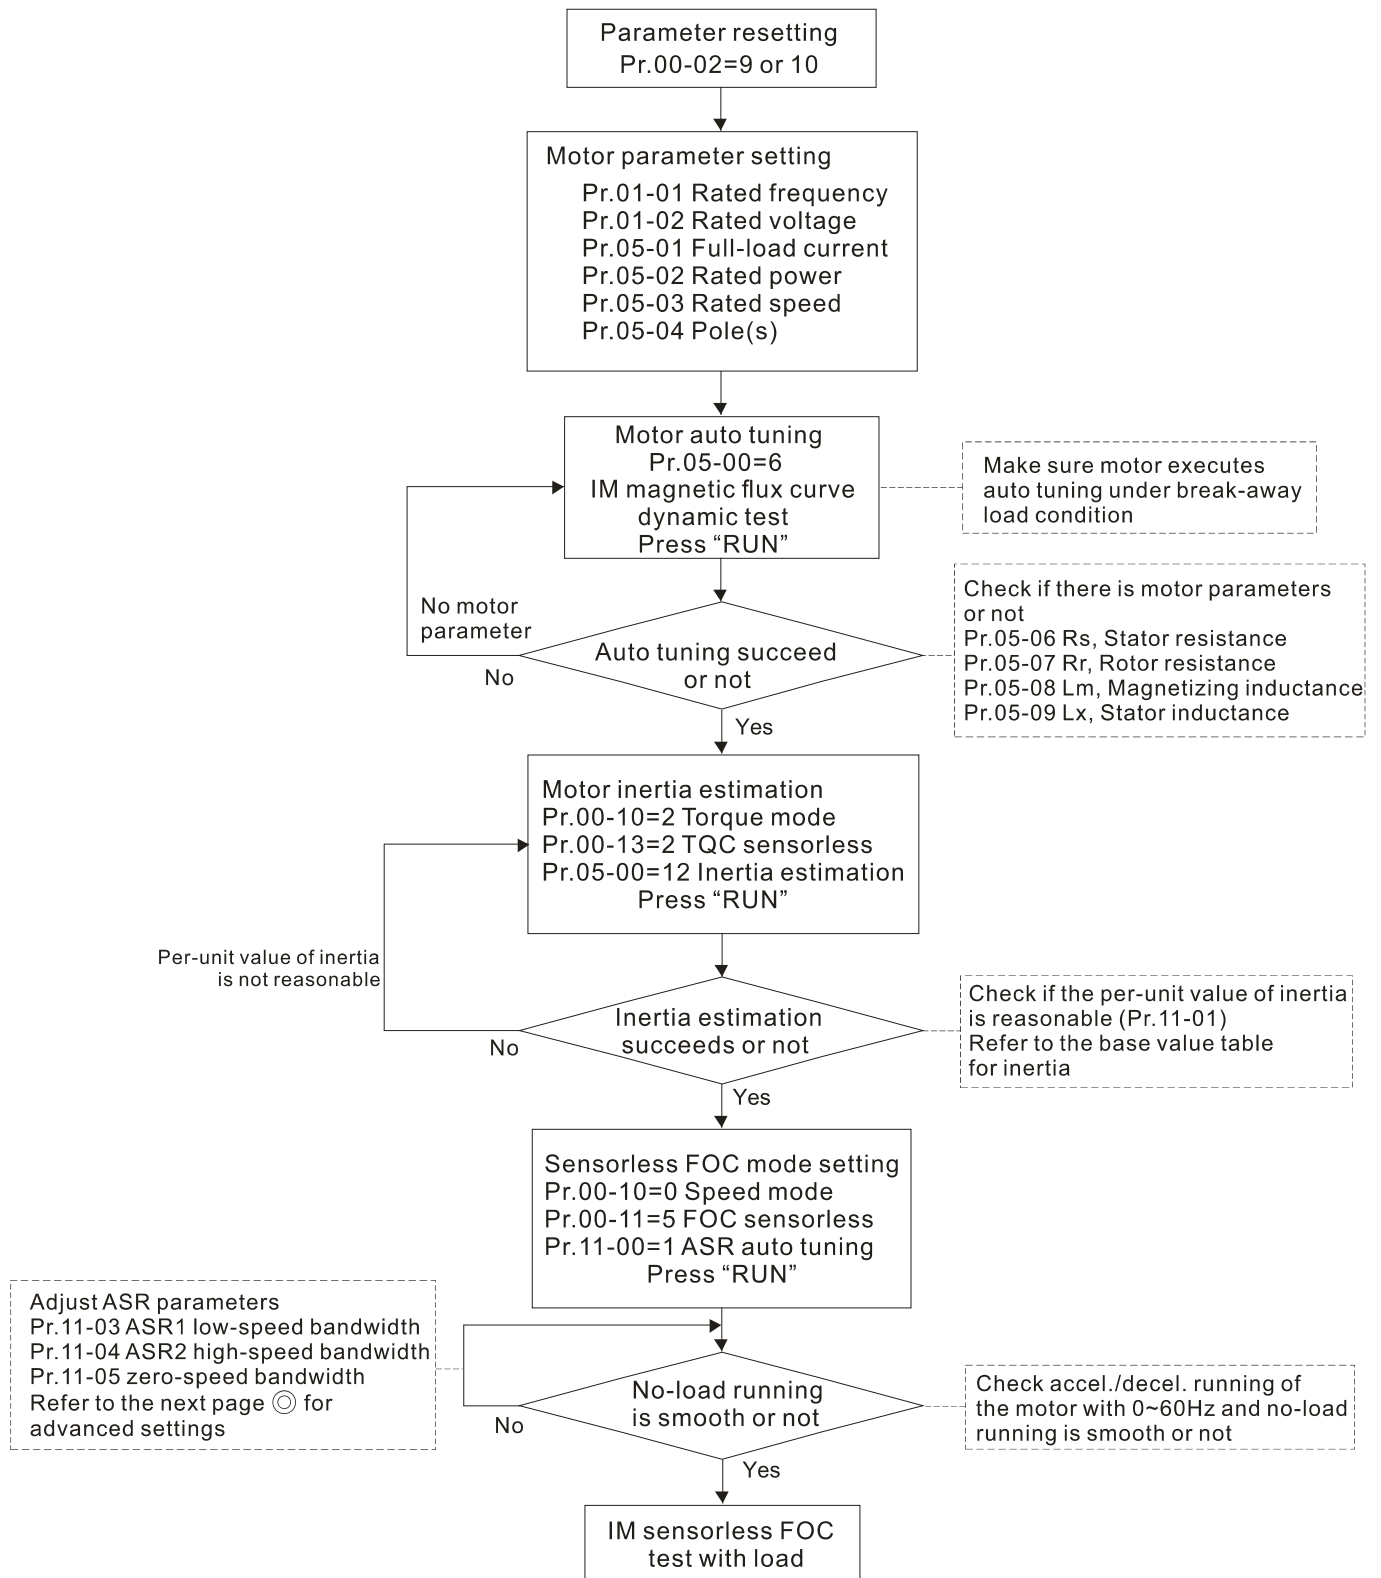 Parameter resetting
Pr.00-02=9 or 10
Motor parameter setting
Pr.01-01 Rated frequency
Pr.01-02 Rated voltage
Pr.05-01 Full-load current
Pr.05-02 Rated power
Pr.05-03 Rated speed
Pr.05-04 Pole(s)
Motor auto tuning
Pr.05-00=6
IM magnetic flux curve
dynamic test
Press “RUN”
Make sure motor executes
auto tuning under break-away
load condition
No motor
parameter
No
Auto tuning succeed
or not
Yes
Check if there is motor parameters
or not
Pr.05-06 Rs, Stator resistance
Pr.05-07 Rr, Rotor resistance
Pr.05-08 Lm, Magnetizing inductance
Pr.05-09 Lx, Stator inductance
Motor inertia estimation
Pr.00-10=2 Torque mode
Pr.00-13=2 TQC sensorless
Pr.05-00=12 Inertia estimation
Press “RUN”
Per-unit value of inertia
is not reasonable
No
Inertia estimation
succeeds or not
Yes
Check if the per-unit value of inertia
is reasonable (Pr.11-01)
Refer to the base value table
for inertia
Sensorless FOC mode setting
Pr.00-10=0 Speed mode
Pr.00-11=5 FOC sensorless
Pr.11-00=1 ASR auto tuning
Press “RUN”
Adjust ASR parameters
Pr.11-03 ASR1 low-speed bandwidth
Pr.11-04 ASR2 high-speed bandwidth
Pr.11-05 zero-speed bandwidth
Refer to the next page ◎ for
advanced settings
No
No-load running
is smooth or not
Yes
Check accel./decel. running of
the motor with 0~60Hz and no-load
running is smooth or not
IM sensorless FOC
test with load